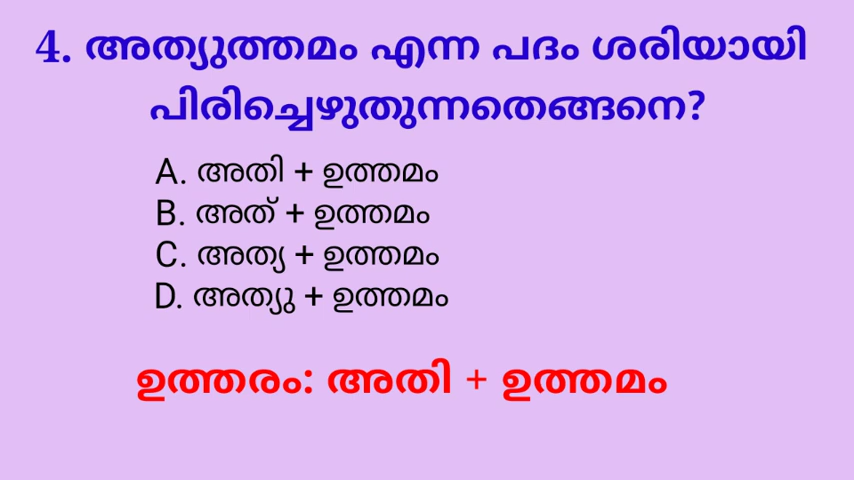 4. അത്യുത്തമം എന്ന പദം ശരിയായി
പിരിച്ചെഴുതുന്നതെങ്ങനെ?
A. അതി + ഉത്തമം
B. അത് + ഉത്തമം
C. അത്യ + ഉത്തമം
D. അത്യു + ഉത്തമം
ഉത്തരം: അതി + ഉത്തമം